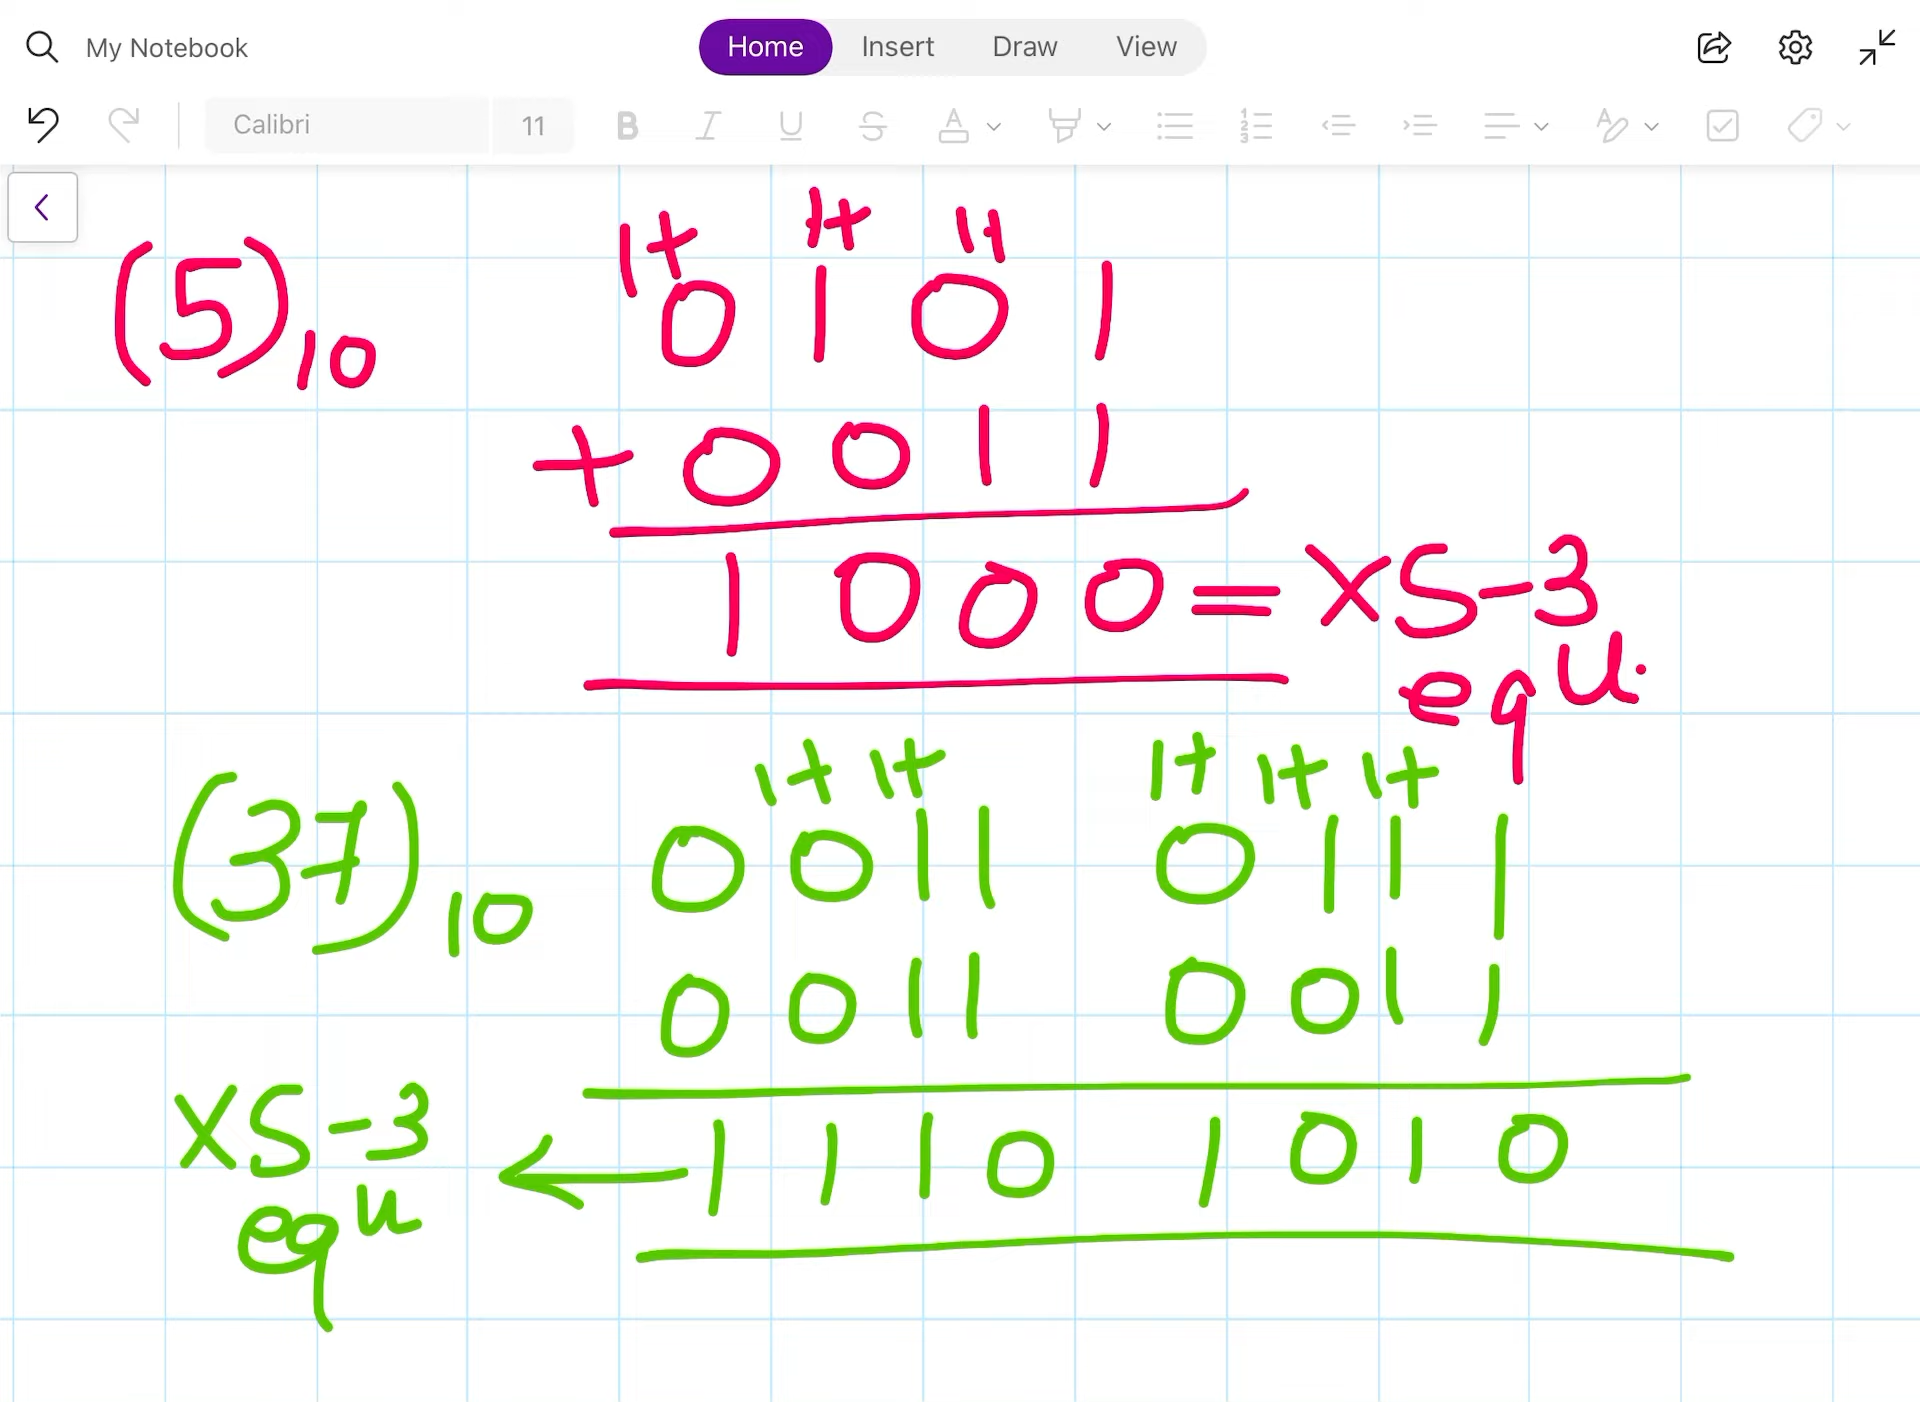 My Notebook Home Insert Draw View
Calibri 11 B I U S A
1+ 1+ 1+
(5)10 0 1 0 1
+ 0 0 1 1
1 0 0 0 = XS-3
equ.
1+ 1+ 1+ 1+ 1+
(37)10 0 0 1 1 0 1 1 1
0 0 1 1 0 0 1 1
XS-3 ← 1 1 1 0 1 0 1 0
equ